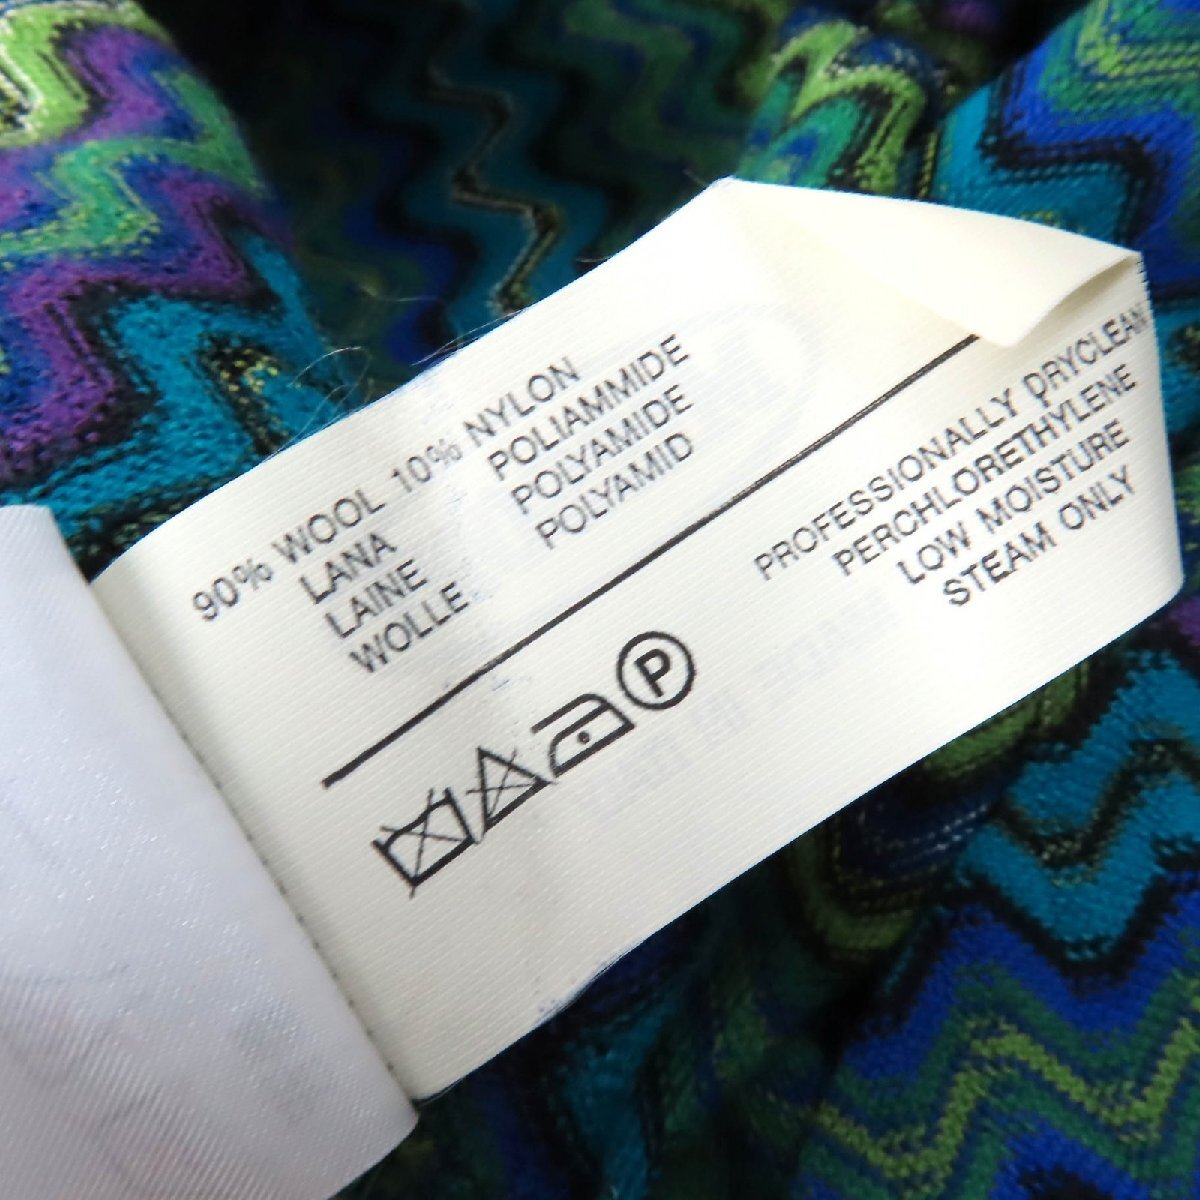 90% WOOL 10% NYLON
LANA POLIAMMIDE
LAINE POLYAMIDE
WOLLE POLYAMID
PROFESSIONALLY DRYCLEAN
PERCHLORETHYLENE
LOW MOISTURE
STEAM ONLY
P